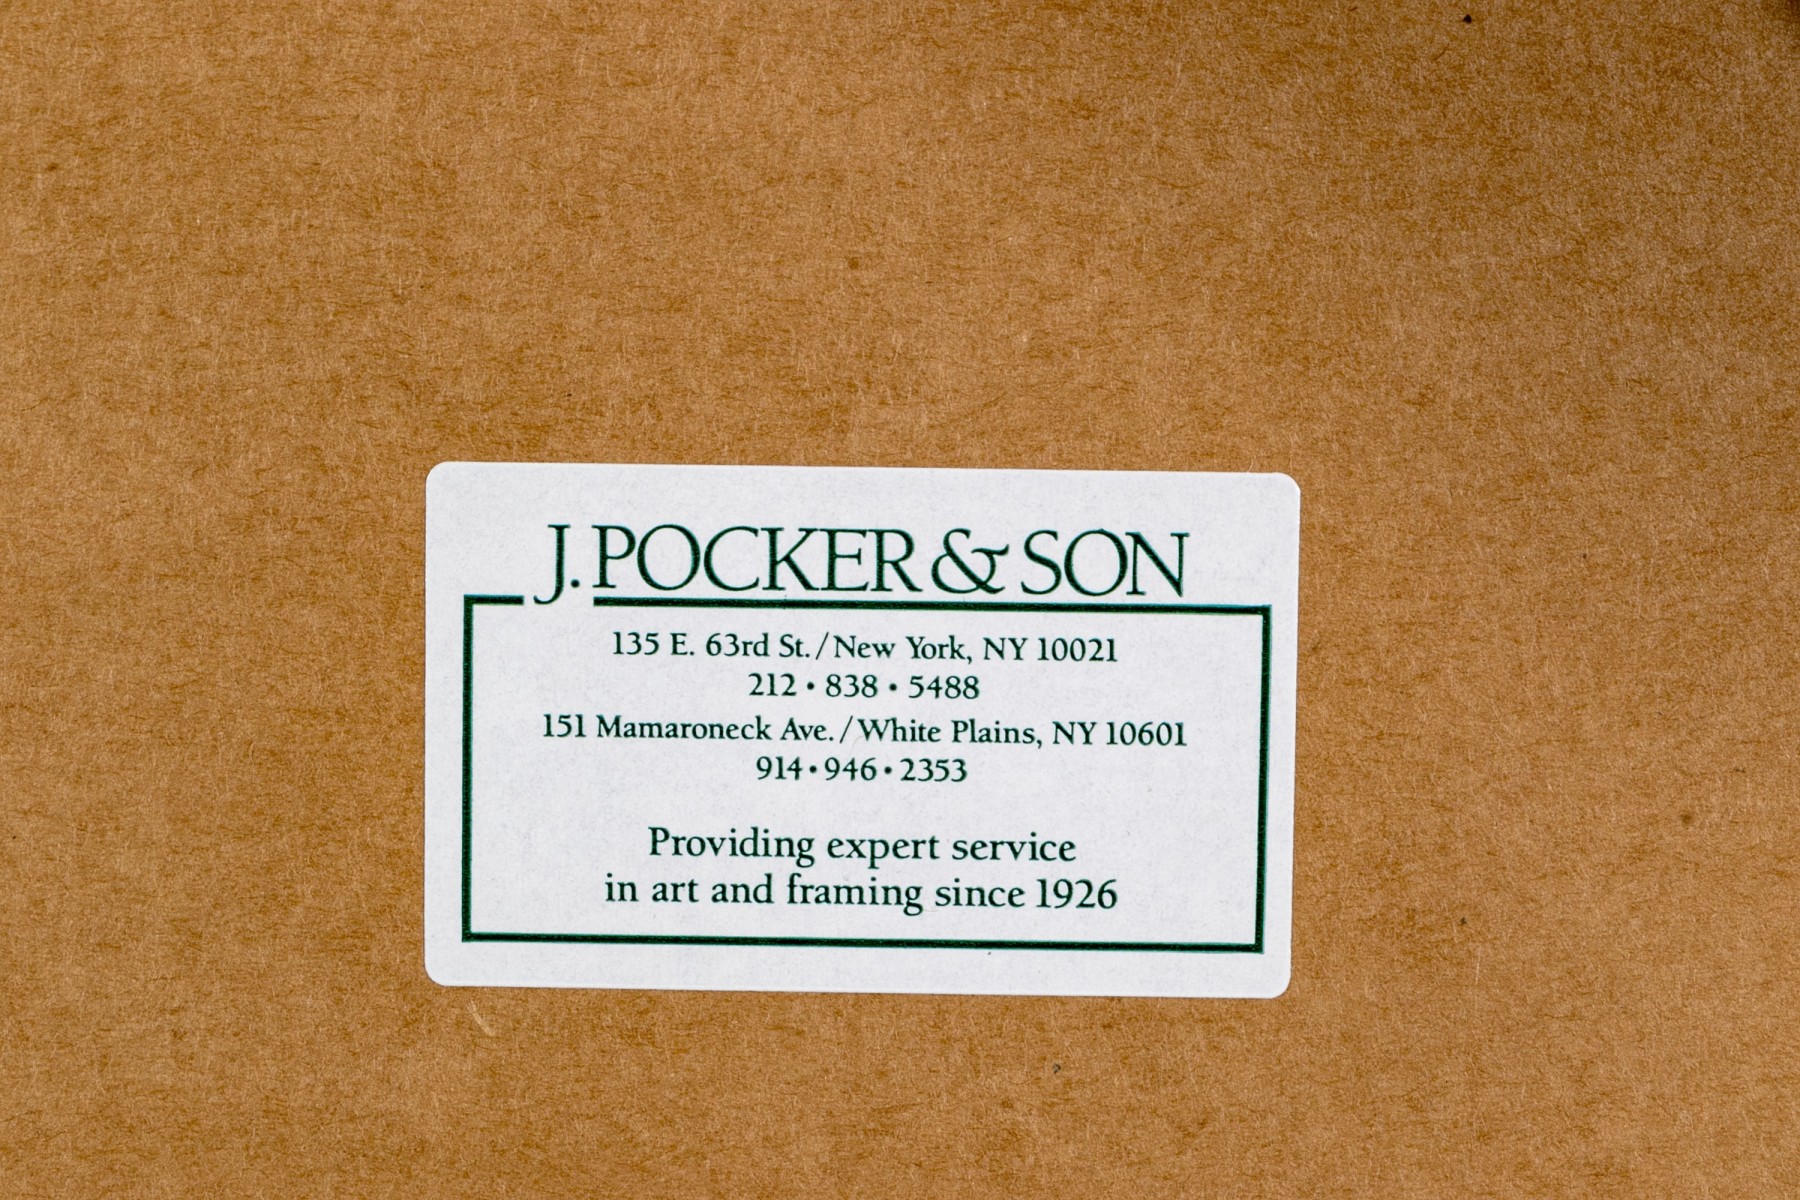 J. POCKER & SON
135 E. 63rd St./New York, NY 10021
212 • 838 • 5488
151 Mamaroneck Ave./White Plains, NY 10601
914 • 946 • 2353
Providing expert service
in art and framing since 1926